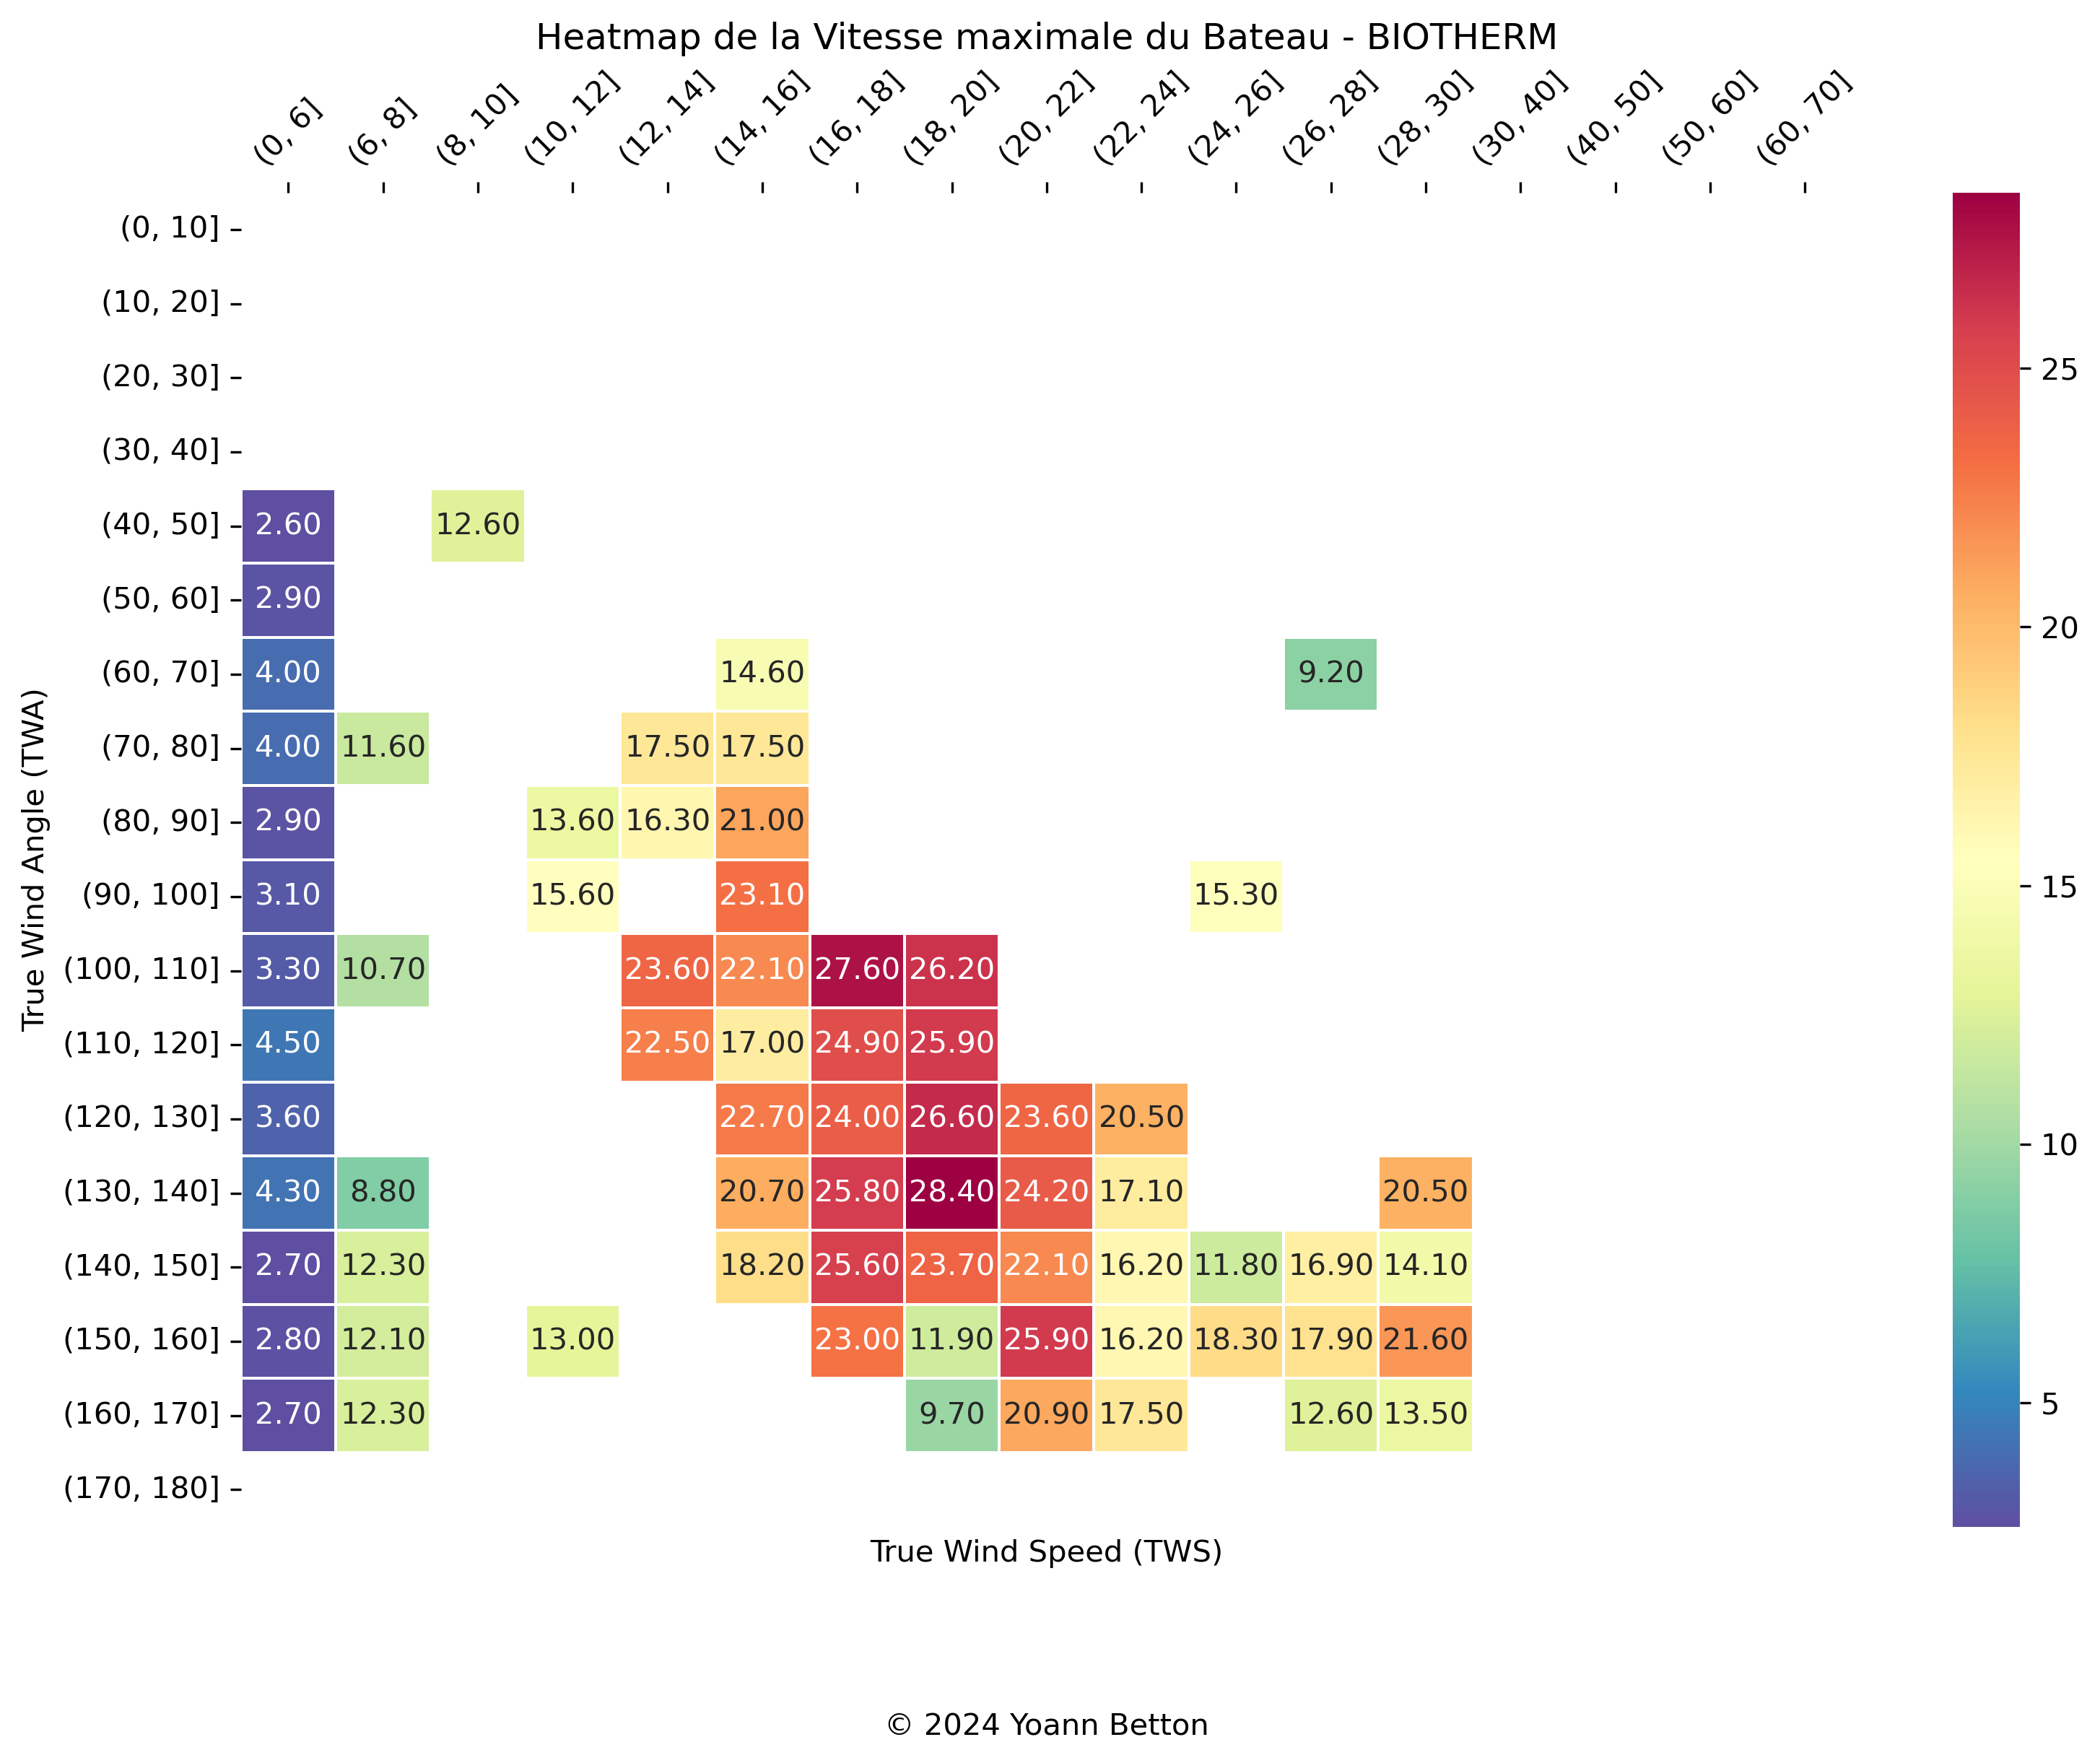 Heatmap de la Vitesse maximale du Bateau - BIOTHERM
(0, 6] (6, 8] (8, 10] (10, 12] (12, 14] (14, 16] (16, 18] (18, 20] (20, 22] (22, 24] (24, 26] (26, 28] (28, 30] (30, 40] (40, 50] (50, 60] (60, 70]
True Wind Angle (TWA)
(0, 10]
(10, 20]
(20, 30]
(30, 40]
(40, 50] 2.60 12.60
(50, 60] 2.90
(60, 70] 4.00 14.60 9.20
(70, 80] 4.00 11.60 17.50 17.50
(80, 90] 2.90 13.60 16.30 21.00
(90, 100] 3.10 15.60 23.10 15.30
(100, 110] 3.30 10.70 23.60 22.10 27.60 26.20
(110, 120] 4.50 22.50 17.00 24.90 25.90
(120, 130] 3.60 22.70 24.00 26.60 23.60 20.50
(130, 140] 4.30 8.80 20.70 25.80 28.40 24.20 17.10 20.50
(140, 150] 2.70 12.30 18.20 25.60 23.70 22.10 16.20 11.80 16.90 14.10
(150, 160] 2.80 12.10 13.00 23.00 11.90 25.90 16.20 18.30 17.90 21.60
(160, 170] 2.70 12.30 9.70 20.90 17.50 12.60 13.50
(170, 180]
True Wind Speed (TWS)
25
20
15
10
5
© 2024 Yoann Betton